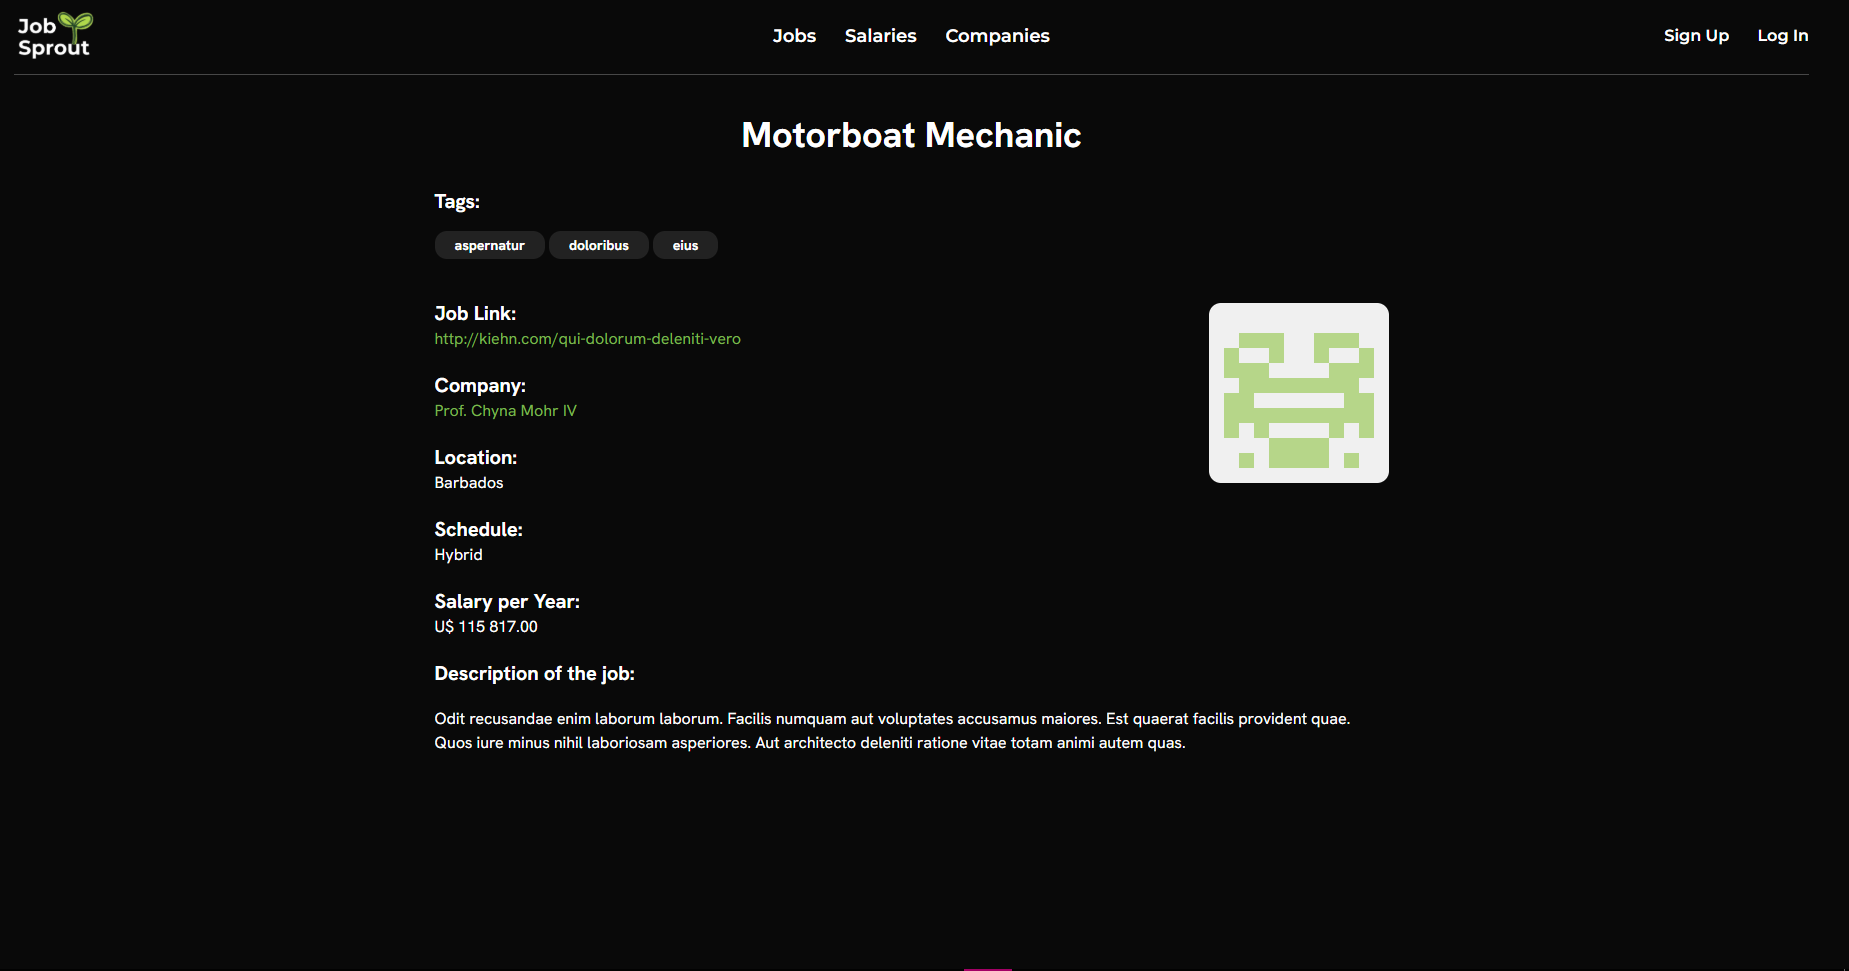 Job
Sprout
Jobs Salaries Companies
Sign Up Log In
Motorboat Mechanic
Tags:
aspernatur doloribus eius
Job Link:
http://kiehn.com/qui-dolorum-deleniti-vero
Company:
Prof. Chyna Mohr IV
Location:
Barbados
Schedule:
Hybrid
Salary per Year:
U$ 115 817.00
Description of the job:
Odit recusandae enim laborum laborum. Facilis numquam aut voluptates accusamus maiores. Est quaerat facilis provident quae.
Quos iure minus nihil laboriosam asperiores. Aut architecto deleniti ratione vitae totam animi autem quas.